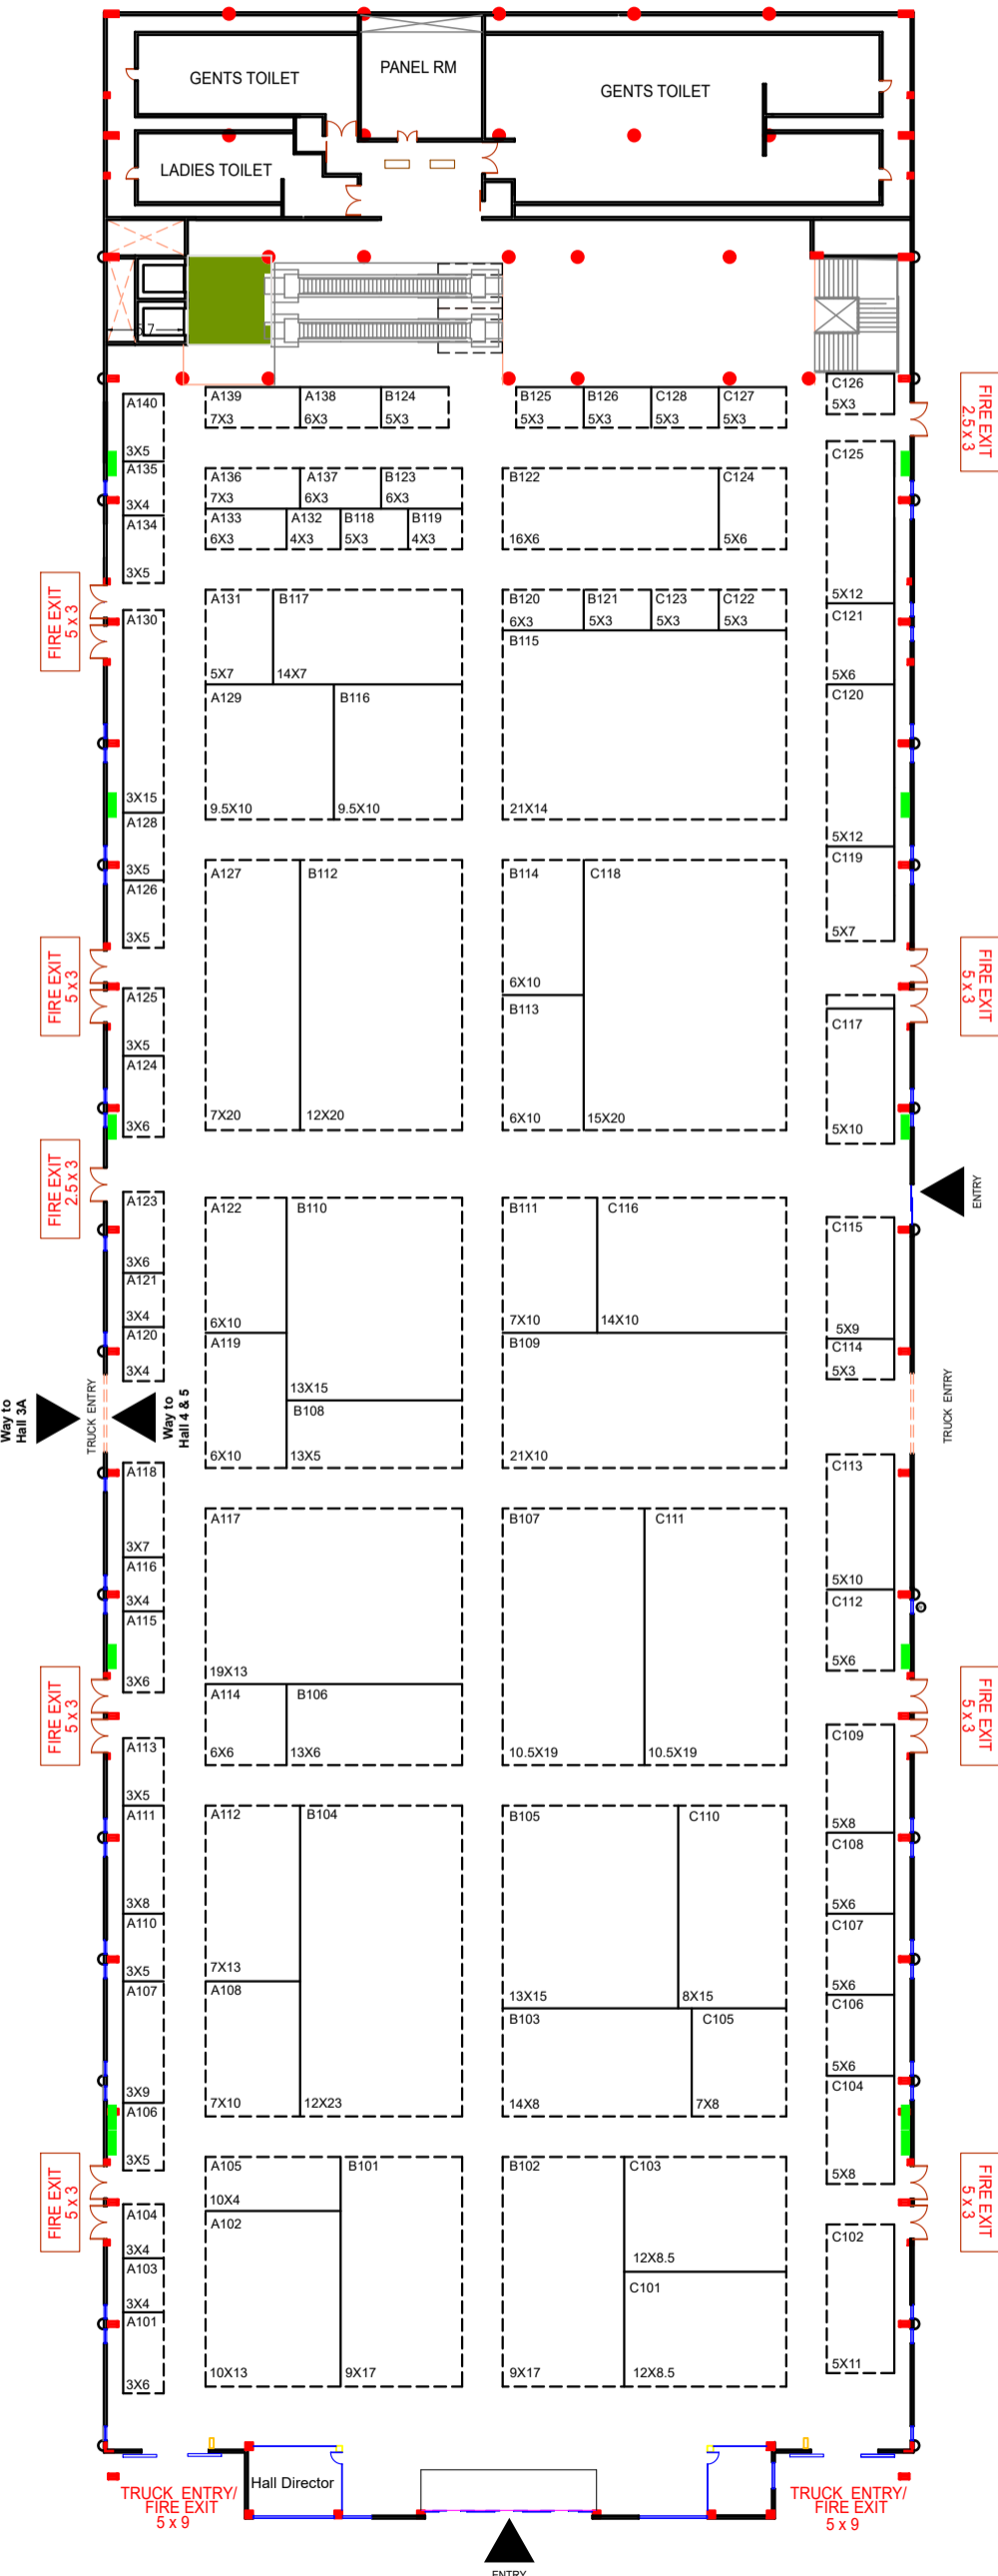 GENTS TOILET
PANEL RM
GENTS TOILET
LADIES TOILET
5.7
A140
3X5
A139
7X3
A138
6X3
B124
5X3
B125
5X3
B126
5X3
C128
5X3
C127
5X3
C126
5X3
FIRE EXIT
2.5 x 3
A135
3X4
A134
3X5
A136
7X3
A137
6X3
B123
6X3
A133
6X3
A132
4X3
B118
5X3
B119
4X3
B122
16X6
C124
5X6
C125
5X12
FIRE EXIT
5 x 3
A130
3X15
A131
5X7
B117
14X7
A129
9.5X10
B116
9.5X10
B120
6X3
B121
5X3
C123
5X3
C122
5X3
B115
21X14
C121
5X6
C120
5X12
A128
3X5
A126
3X5
A127
7X20
B112
12X20
B114
6X10
C118
15X20
B113
6X10
C119
5X7
FIRE EXIT
5 x 3
FIRE EXIT
5 x 3
A125
3X5
A124
3X6
C117
5X10
FIRE EXIT
2.5 x 3
ENTRY
A123
3X6
A121
3X4
A120
3X4
A122
6X10
B110
13X15
A119
6X10
B108
13X5
B111
7X10
C116
14X10
B109
21X10
C115
5X9
C114
5X3
Way to
Hall 3A
TRUCK ENTRY
Way to
Hall 4 & 5
TRUCK ENTRY
A118
3X7
A116
3X4
A115
3X6
A117
19X13
A114
6X6
B106
13X6
B107
10.5X19
C111
10.5X19
C113
5X10
C112
5X6
FIRE EXIT
5 x 3
FIRE EXIT
5 x 3
A113
3X5
A111
3X8
A110
3X5
A107
3X9
A106
3X5
A112
7X13
B104
12X23
A108
7X10
B105
13X15
C110
8X15
B103
14X8
C105
7X8
C109
5X8
C108
5X6
C107
5X6
C106
5X6
C104
5X8
FIRE EXIT
5 x 3
FIRE EXIT
5 x 3
A104
3X4
A103
3X4
A101
3X6
A105
10X4
A102
10X13
B101
9X17
B102
9X17
C103
12X8.5
C101
12X8.5
C102
5X11
Hall Director
TRUCK ENTRY/
FIRE EXIT
5 x 9
TRUCK ENTRY/
FIRE EXIT
5 x 9
ENTRY